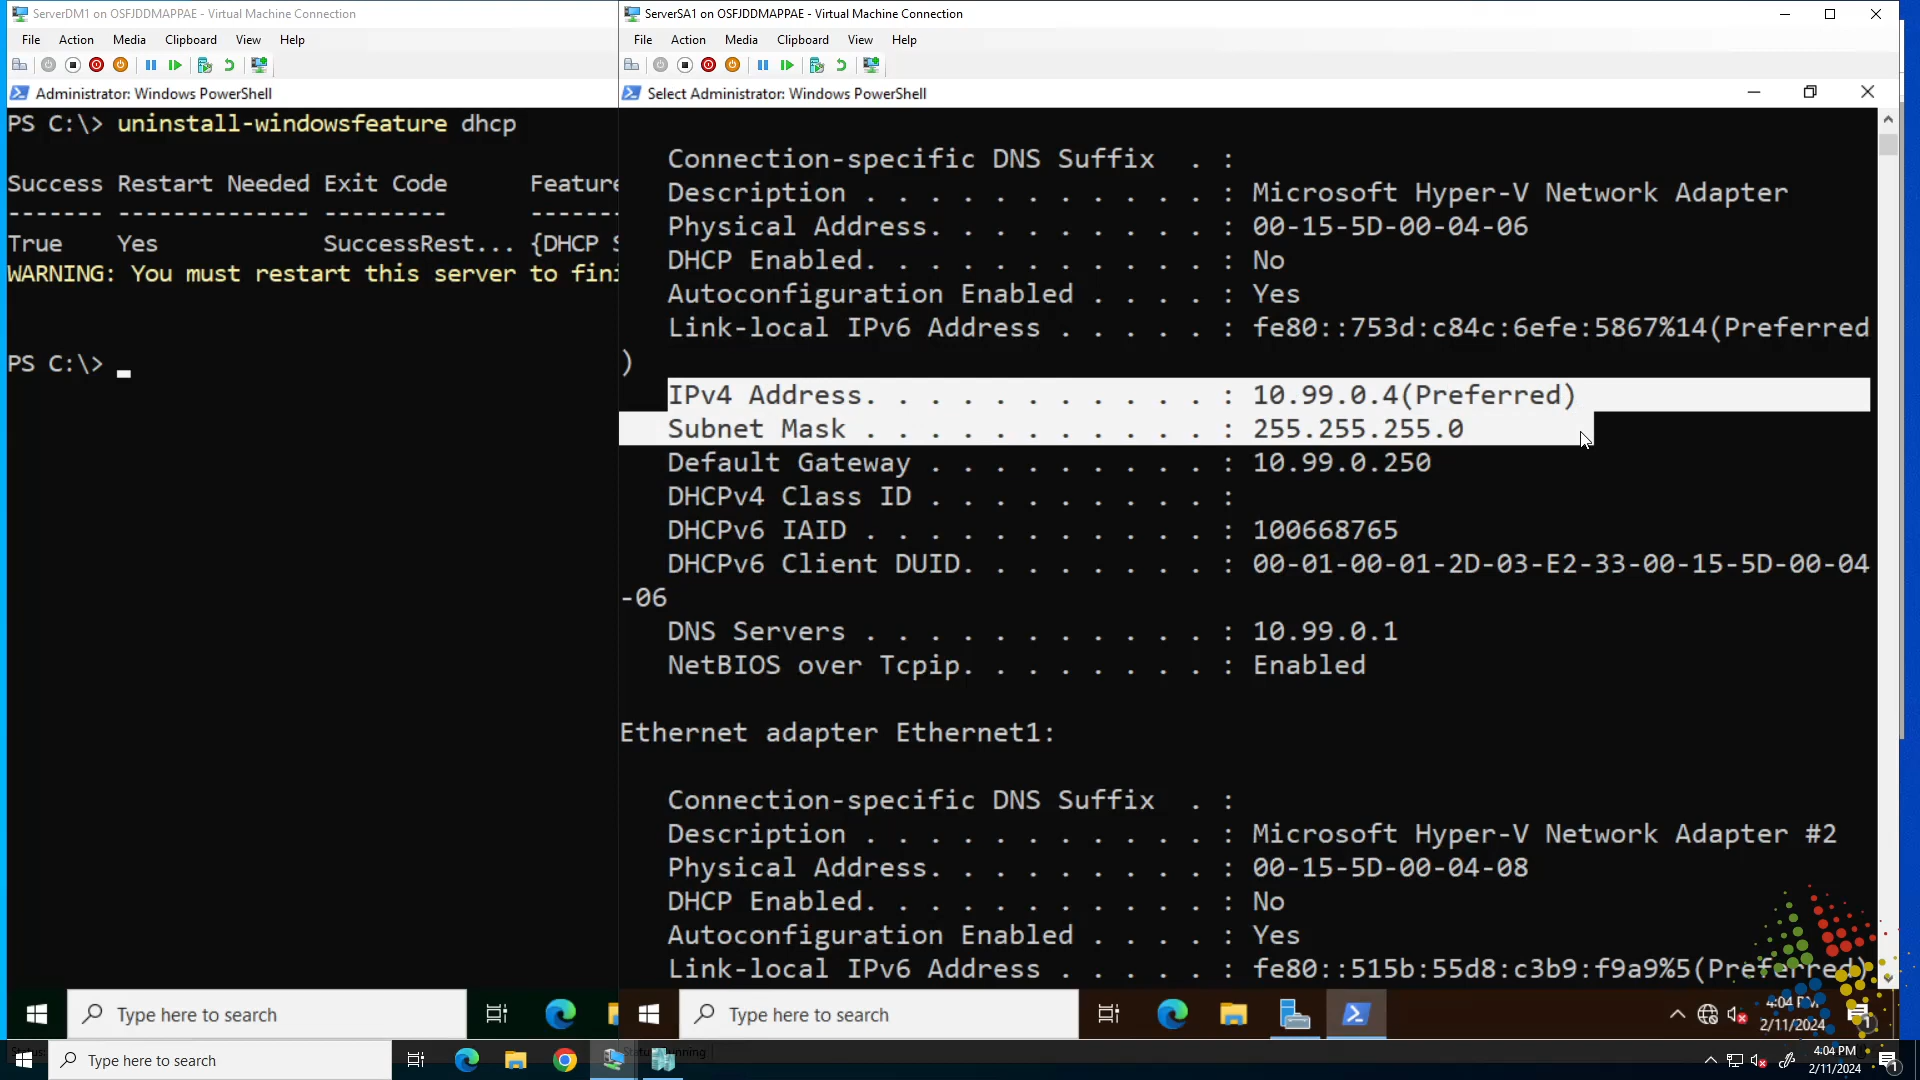 ServerDM1 on OSFJDDMAPPAE - Virtual Machine Connection
File Action Media Clipboard View Help
Administrator: Windows PowerShell
PS C:\> uninstall-windowsfeature dhcp
Success Restart Needed Exit Code Feature
------- -------------- --------- ------
True Yes SuccessRest... {DHCP S
WARNING: You must restart this server to fini
PS C:\>
Type here to search
ServerSA1 on OSFJDDMAPPAE - Virtual Machine Connection
File Action Media Clipboard View Help
Select Administrator: Windows PowerShell
Connection-specific DNS Suffix . :
Description . . . . . . . . . . . : Microsoft Hyper-V Network Adapter
Physical Address. . . . . . . . . : 00-15-5D-00-04-06
DHCP Enabled. . . . . . . . . . . : No
Autoconfiguration Enabled . . . . : Yes
Link-local IPv6 Address . . . . . : fe80::753d:c84c:6efe:5867%14(Preferred
)
IPv4 Address. . . . . . . . . . . : 10.99.0.4(Preferred)
Subnet Mask . . . . . . . . . . . : 255.255.255.0
Default Gateway . . . . . . . . . : 10.99.0.250
DHCPv4 Class ID . . . . . . . . . :
DHCPv6 IAID . . . . . . . . . . . : 100668765
DHCPv6 Client DUID. . . . . . . . : 00-01-00-01-2D-03-E2-33-00-15-5D-00-04
-06
DNS Servers . . . . . . . . . . . : 10.99.0.1
NetBIOS over Tcpip. . . . . . . . : Enabled
Ethernet adapter Ethernet1:
Connection-specific DNS Suffix . :
Description . . . . . . . . . . . : Microsoft Hyper-V Network Adapter #2
Physical Address. . . . . . . . . : 00-15-5D-00-04-08
DHCP Enabled. . . . . . . . . . . : No
Autoconfiguration Enabled . . . . : Yes
Link-local IPv6 Address . . . . . : fe80::515b:55d8:c3b9:f9a9%5(Preferred)
Type here to search
4:04 PM
2/11/2024
1
Type here to search
4:04 PM
2/11/2024
1